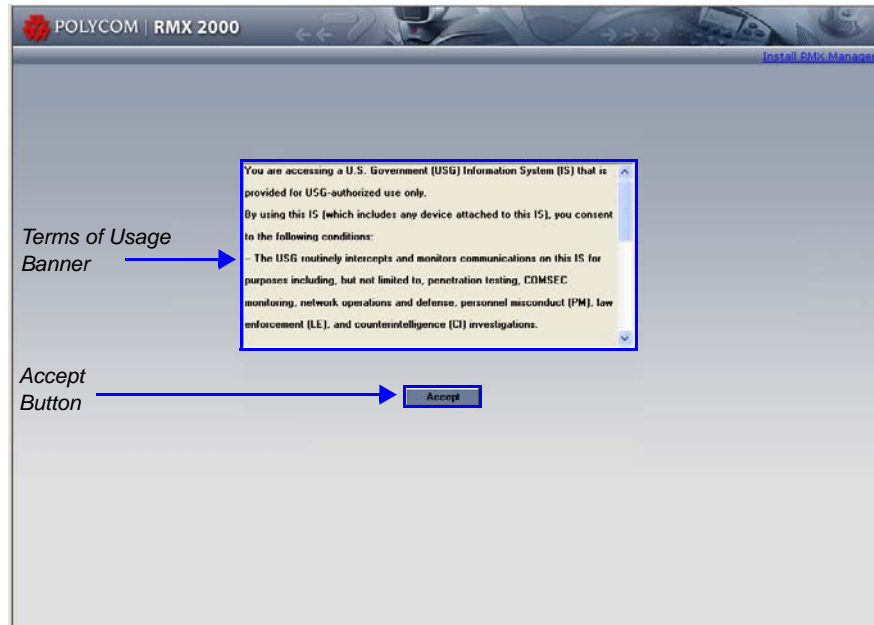 POLYCOM | RMX 2000
Install RMX Manager
You are accessing a U.S. Government (USG) Information System (IS) that is
provided for USG-authorized use only.
By using this IS (which includes any device attached to this IS), you consent
to the following conditions:
– The USG routinely intercepts and monitors communications on this IS for
purposes including, but not limited to, penetration testing, COMSEC
monitoring, network operations and defense, personnel misconduct (PM), law
enforcement (LE), and counterintelligence (CI) investigations.
Terms of Usage
Banner
Accept
Button
Accept